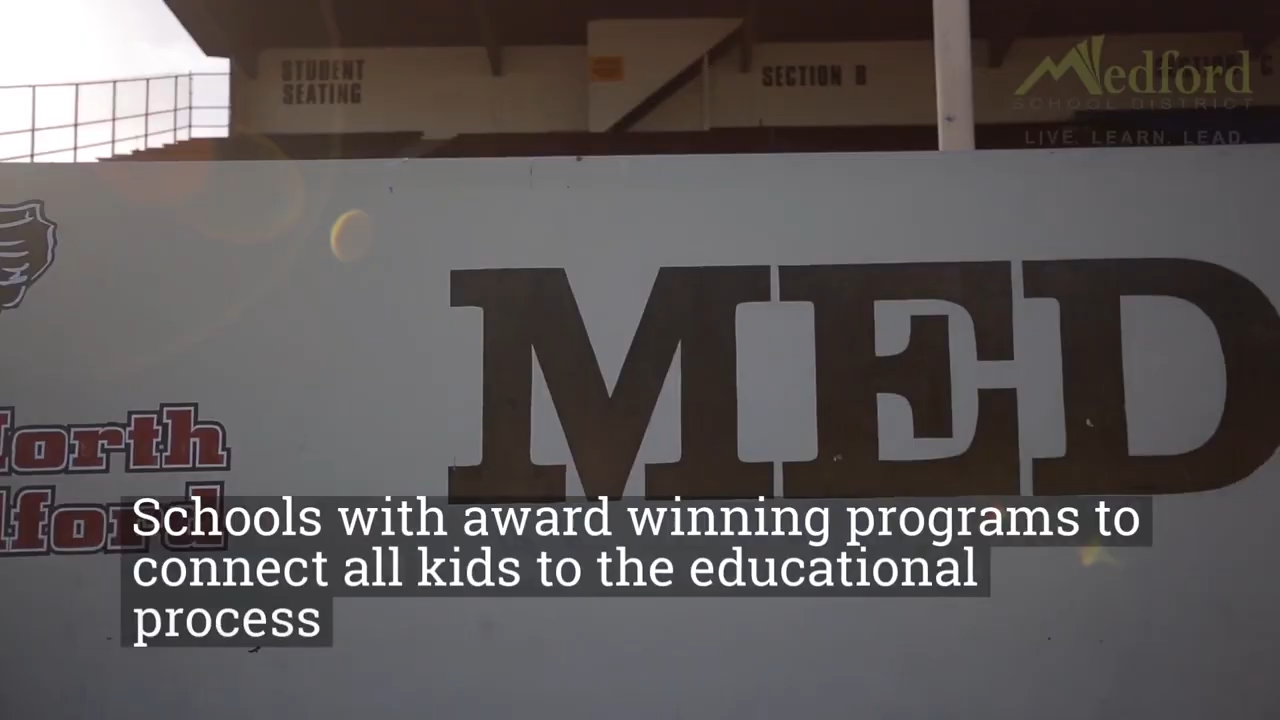 STUDENT
SEATING
SECTION B
Medford
SCHOOL DISTRICT
LIVE. LEARN. LEAD.
MED
orth
lford
Schools with award winning programs to
connect all kids to the educational
process